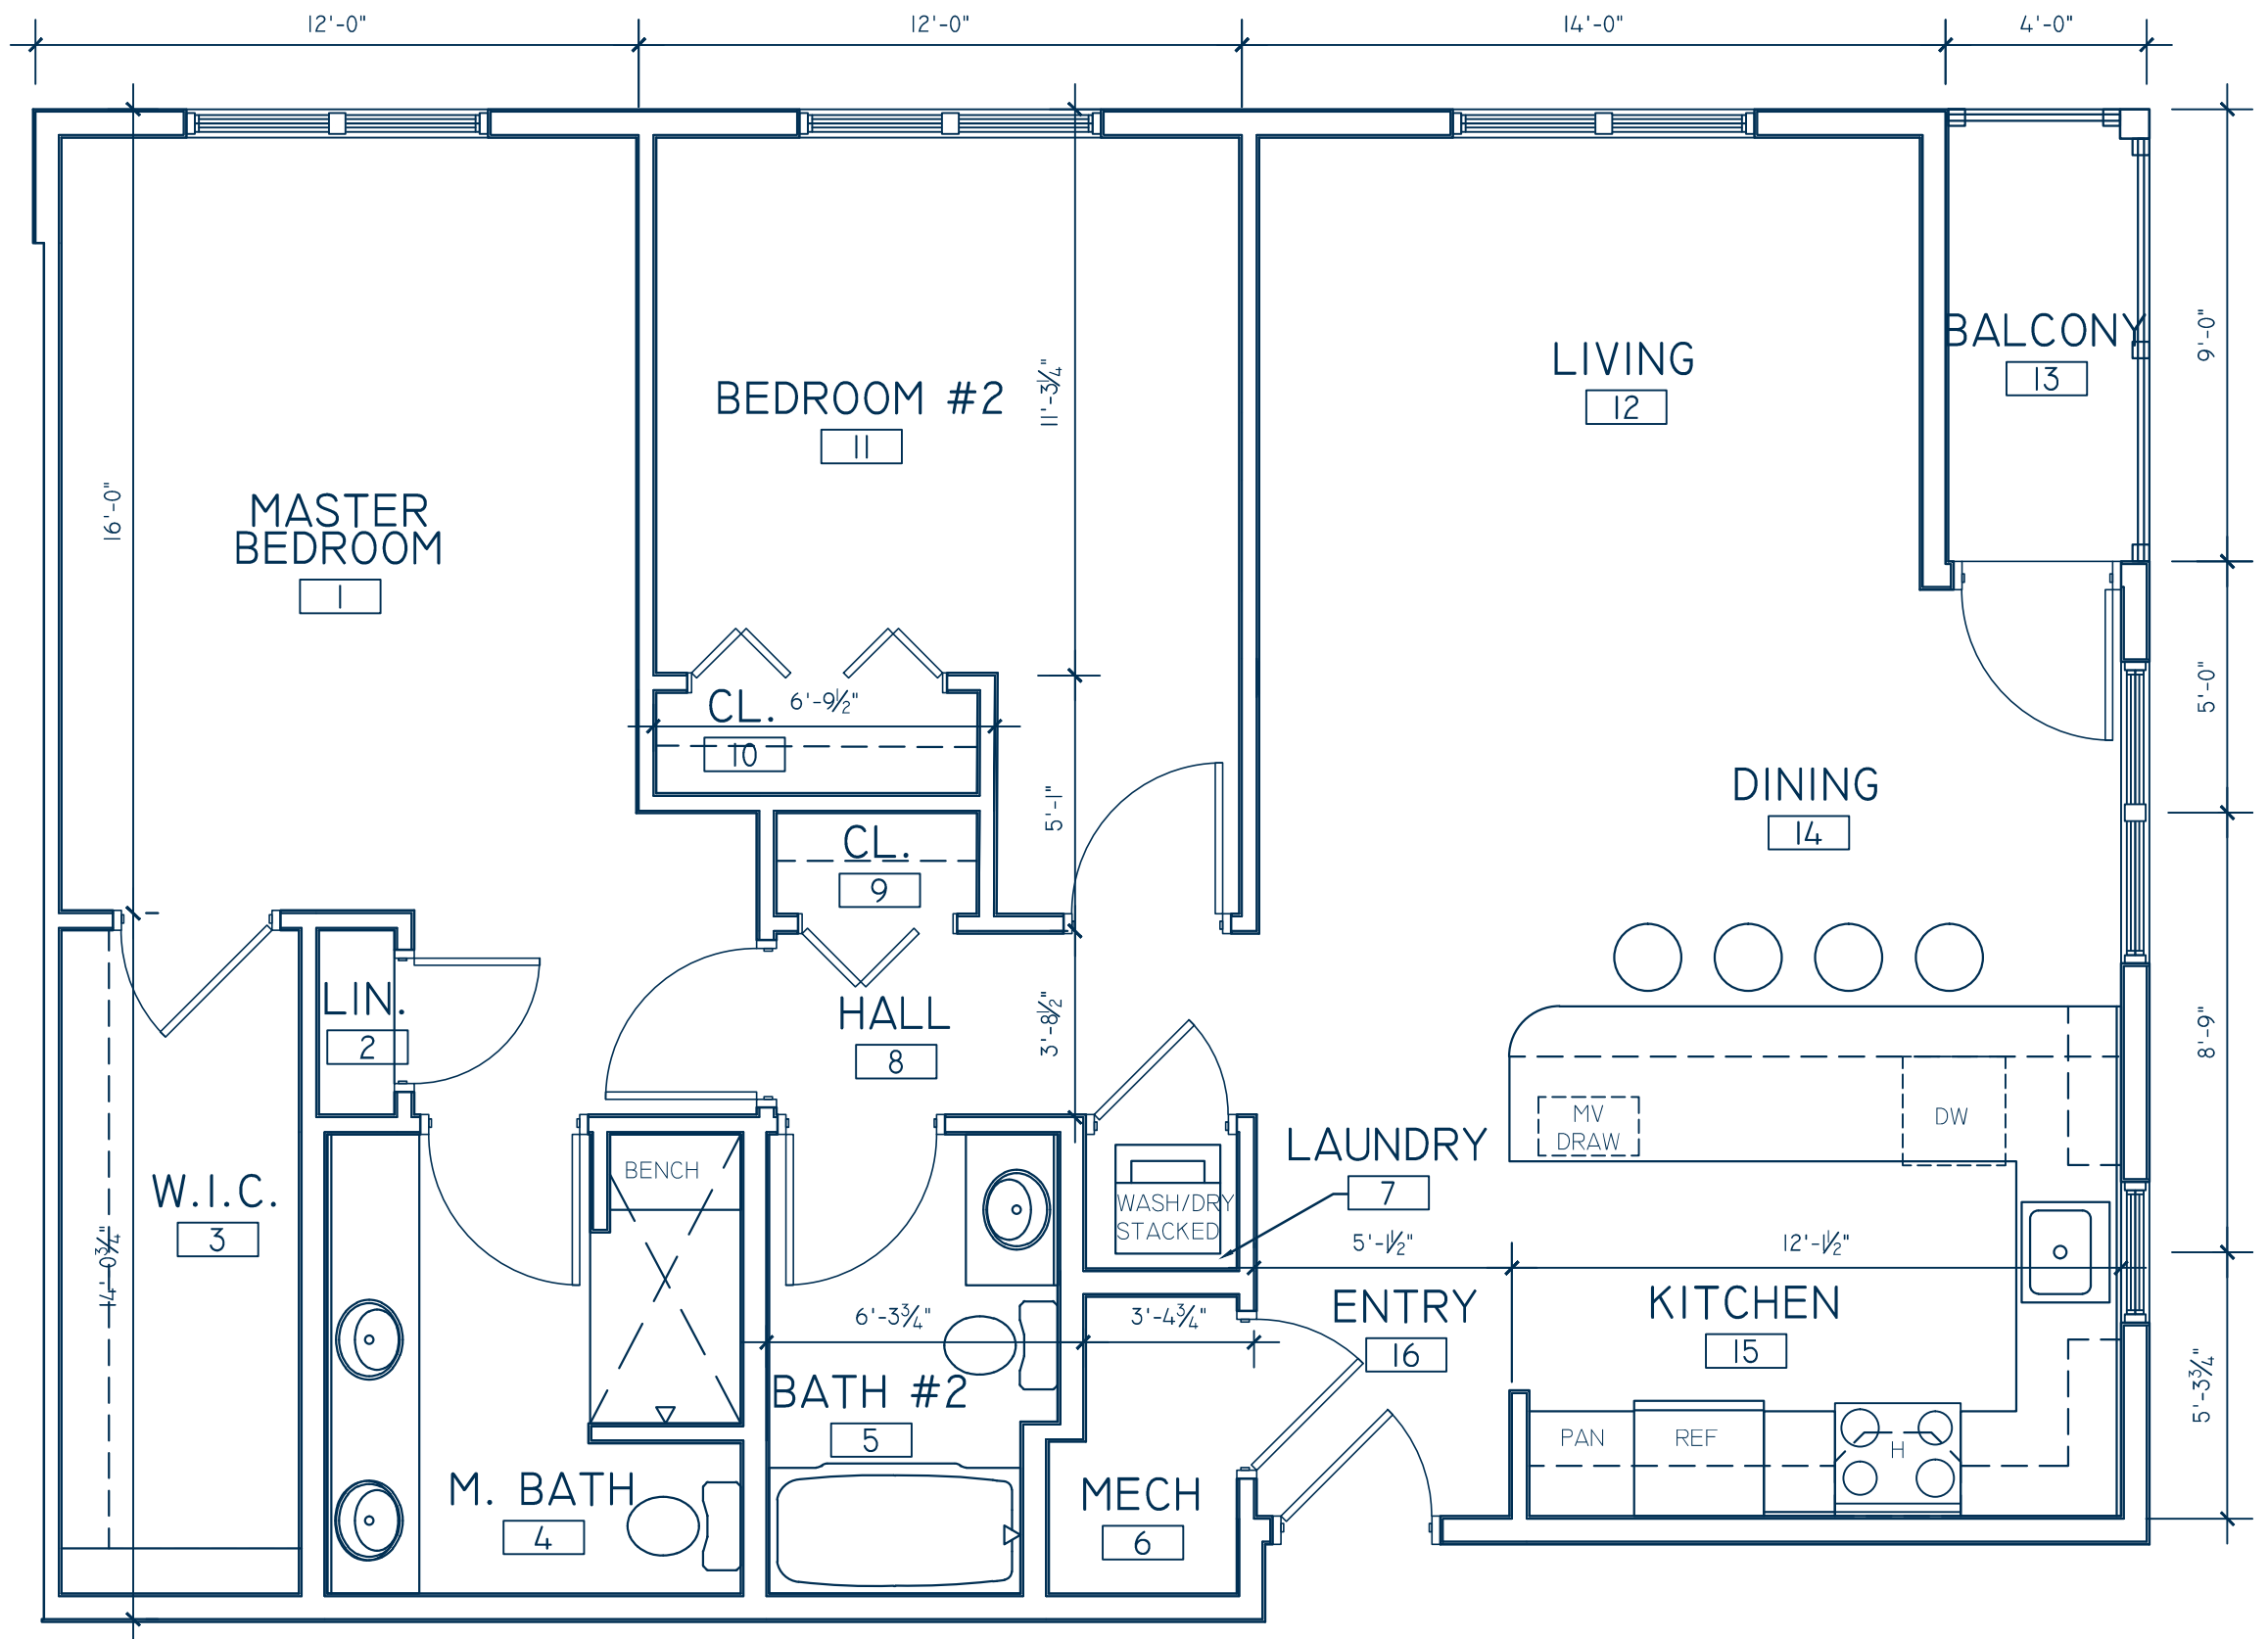 12'-0"
12'-0"
14'-0"
4'-0"
9'-0"
BALCONY
13
LIVING
12
BEDROOM #2
11
11'-3¼"
16'-0"
MASTER
BEDROOM
1
CL.
6'-9½"
10
5'-0"
5'-1"
DINING
14
CL.
9
LIN.
2
HALL
8
3'-8½"
8'-9"
MV
DRAW
DW
LAUNDRY
7
BENCH
WASH/DRY
STACKED
W.I.C.
3
14'-0¾"
5'-1½"
12'-1½"
6'-3¾"
3'-4¾"
ENTRY
16
KITCHEN
15
5'-3¾"
BATH #2
5
PAN
REF
H
M. BATH
4
MECH
6